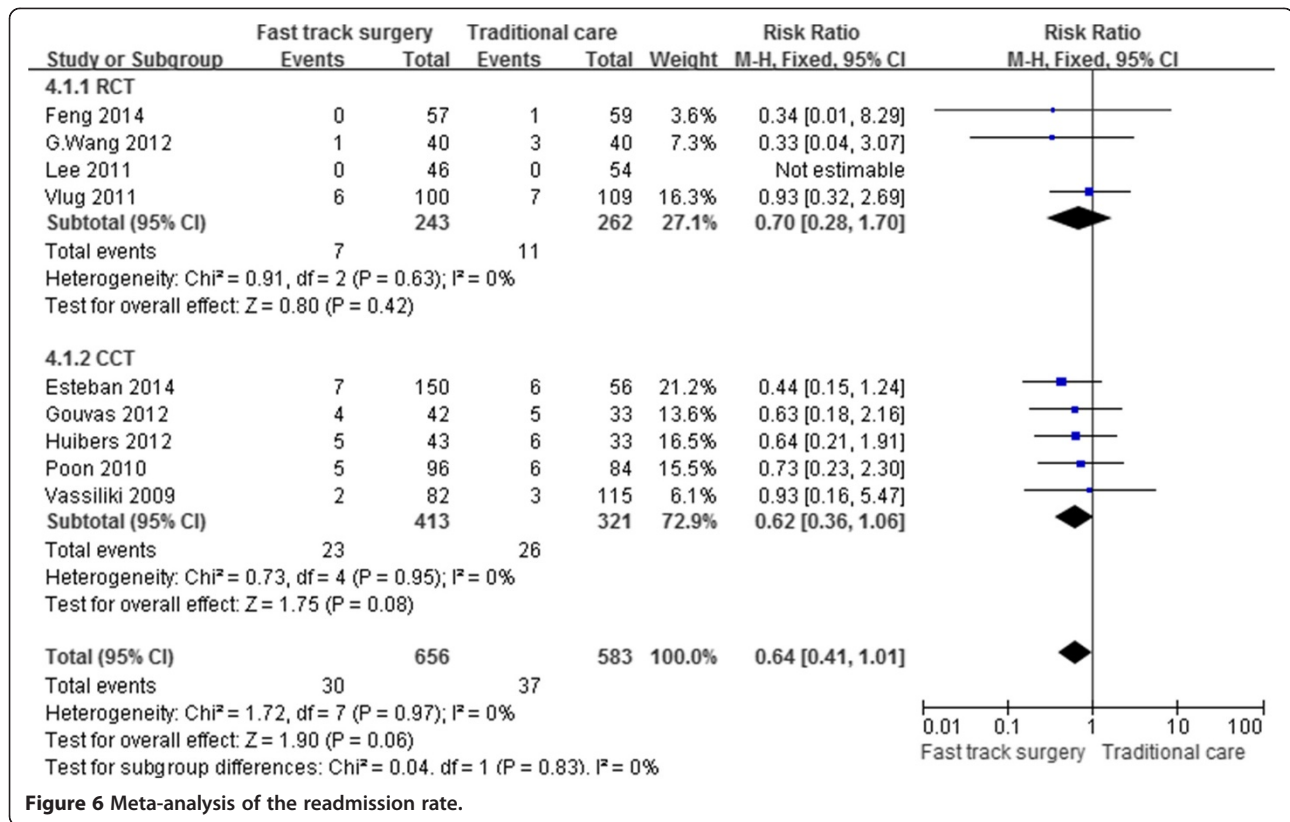 Fast track surgery Traditional care Risk Ratio Risk Ratio
Study or Subgroup Events Total Events Total Weight M-H, Fixed, 95% CI M-H, Fixed, 95% CI
4.1.1 RCT
Feng 2014 0 57 1 59 3.6% 0.34 [0.01, 8.29]
G.Wang 2012 1 40 3 40 7.3% 0.33 [0.04, 3.07]
Lee 2011 0 46 0 54 Not estimable
Vlug 2011 6 100 7 109 16.3% 0.93 [0.32, 2.69]
Subtotal (95% CI) 243 262 27.1% 0.70 [0.28, 1.70]
Total events 7 11
Heterogeneity: Chi² = 0.91, df = 2 (P = 0.63); I² = 0%
Test for overall effect: Z = 0.80 (P = 0.42)
4.1.2 CCT
Esteban 2014 7 150 6 56 21.2% 0.44 [0.15, 1.24]
Gouvas 2012 4 42 5 33 13.6% 0.63 [0.18, 2.16]
Huibers 2012 5 43 6 33 16.5% 0.64 [0.21, 1.91]
Poon 2010 5 96 6 84 15.5% 0.73 [0.23, 2.30]
Vassiliki 2009 2 82 3 115 6.1% 0.93 [0.16, 5.47]
Subtotal (95% CI) 413 321 72.9% 0.62 [0.36, 1.06]
Total events 23 26
Heterogeneity: Chi² = 0.73, df = 4 (P = 0.95); I² = 0%
Test for overall effect: Z = 1.75 (P = 0.08)
Total (95% CI) 656 583 100.0% 0.64 [0.41, 1.01]
Total events 30 37
Heterogeneity: Chi² = 1.72, df = 7 (P = 0.97); I² = 0%
Test for overall effect: Z = 1.90 (P = 0.06)
Test for subgroup differences: Chi² = 0.04. df = 1 (P = 0.83). I² = 0%
0.01 0.1 1 10 100
Fast track surgery Traditional care
Figure 6 Meta-analysis of the readmission rate.